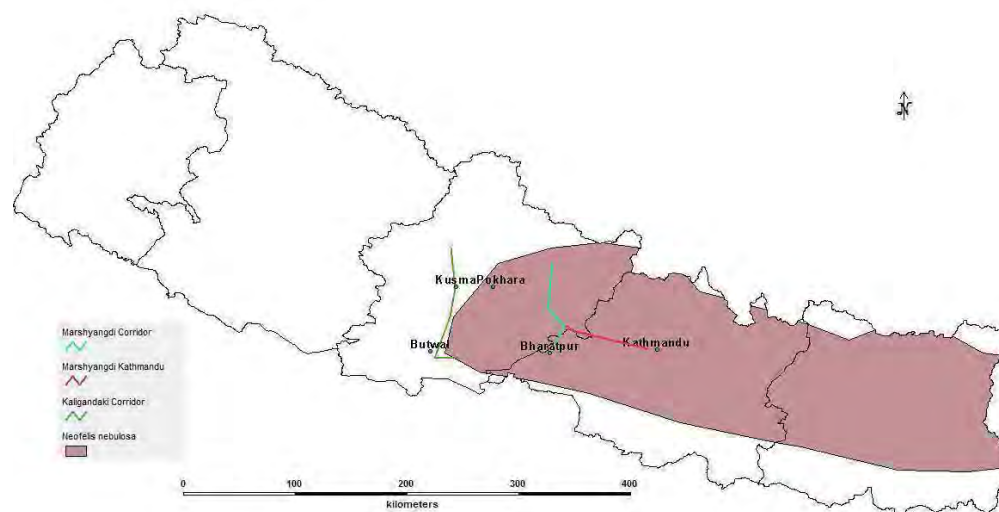 N
KusmaPokhara
Butwal
Bharatpur
Kathmandu
Marshyangdi Corridor
Marshyangdi Kathmandu
Kaligandaki Corridor
Neofelis nebulosa
0 100 200 300 400
kilometers